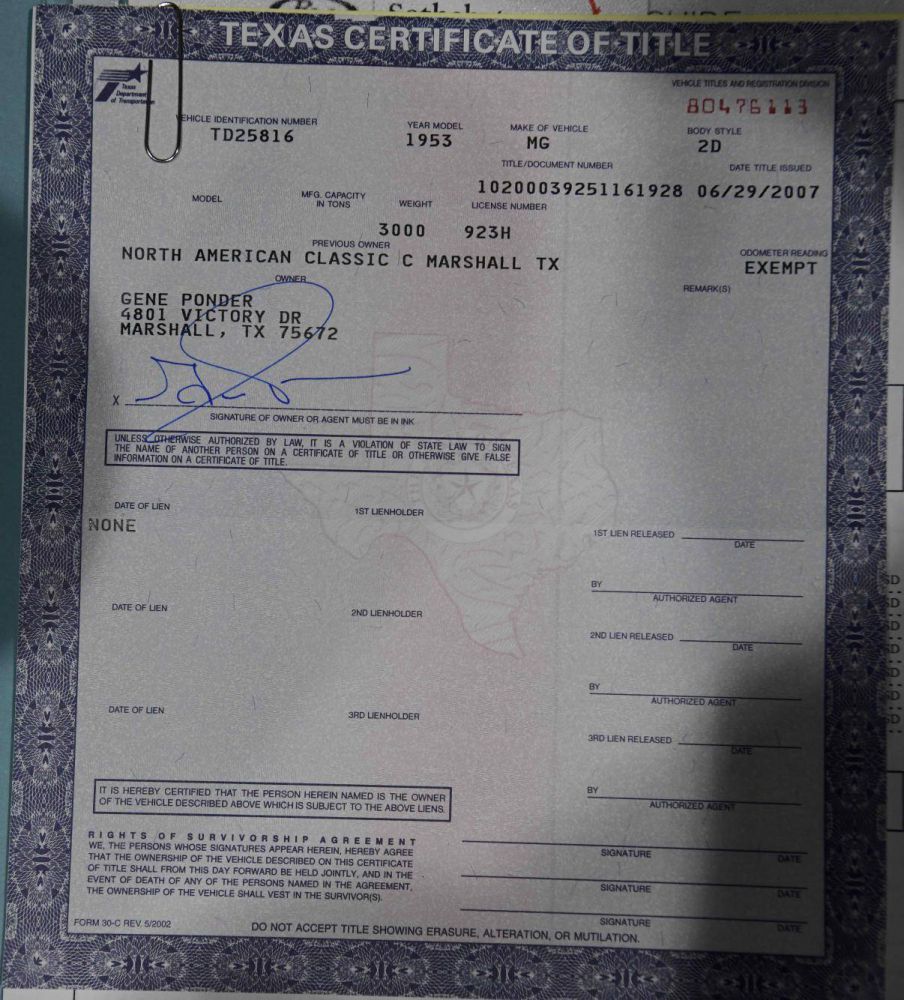 TEXAS CERTIFICATE OF TITLE
Texas
Department
of Transportation
VEHICLE TITLES AND REGISTRATION DIVISION
80476113
VEHICLE IDENTIFICATION NUMBER
TD25816
YEAR MODEL
1953
MAKE OF VEHICLE
MG
BODY STYLE
2D
TITLE/DOCUMENT NUMBER
10200039251161928
DATE TITLE ISSUED
06/29/2007
MODEL
MFG. CAPACITY
IN TONS
WEIGHT
3000
LICENSE NUMBER
923H
PREVIOUS OWNER
NORTH AMERICAN CLASSIC C MARSHALL TX
ODOMETER READING
EXEMPT
OWNER
REMARK(S)
GENE PONDER
4801 VICTORY DR
MARSHALL, TX 75672
X
SIGNATURE OF OWNER OR AGENT MUST BE IN INK
UNLESS OTHERWISE AUTHORIZED BY LAW, IT IS A VIOLATION OF STATE LAW TO SIGN
THE NAME OF ANOTHER PERSON ON A CERTIFICATE OF TITLE OR OTHERWISE GIVE FALSE
INFORMATION ON A CERTIFICATE OF TITLE.
DATE OF LIEN
1ST LIENHOLDER
NONE
1ST LIEN RELEASED
DATE
BY
AUTHORIZED AGENT
DATE OF LIEN
2ND LIENHOLDER
2ND LIEN RELEASED
DATE
BY
AUTHORIZED AGENT
DATE OF LIEN
3RD LIENHOLDER
3RD LIEN RELEASED
DATE
BY
AUTHORIZED AGENT
IT IS HEREBY CERTIFIED THAT THE PERSON HEREIN NAMED IS THE OWNER
OF THE VEHICLE DESCRIBED ABOVE WHICH IS SUBJECT TO THE ABOVE LIENS.
RIGHTS OF SURVIVORSHIP AGREEMENT
WE, THE PERSONS WHOSE SIGNATURES APPEAR HEREIN, HEREBY AGREE
THAT THE OWNERSHIP OF THE VEHICLE DESCRIBED ON THIS CERTIFICATE
OF TITLE SHALL FROM THIS DAY FORWARD BE HELD JOINTLY, AND IN THE
EVENT OF DEATH OF ANY OF THE PERSONS NAMED IN THE AGREEMENT,
THE OWNERSHIP OF THE VEHICLE SHALL VEST IN THE SURVIVOR(S).
SIGNATURE DATE
SIGNATURE DATE
SIGNATURE DATE
FORM 30-C REV. 5/2002
DO NOT ACCEPT TITLE SHOWING ERASURE, ALTERATION, OR MUTILATION.